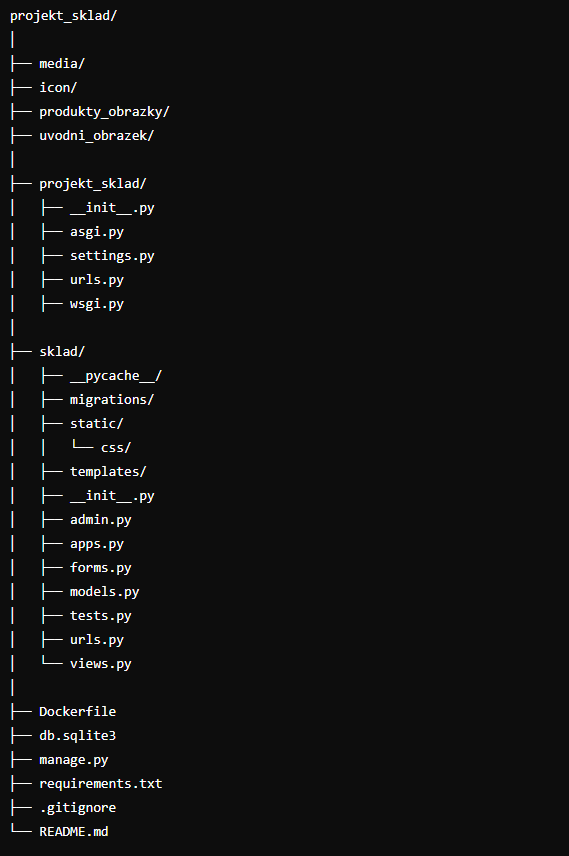 projekt_sklad/
│
├── media/
├── icon/
├── produkty_obrazky/
├── uvodni_obrazek/
│
├── projekt_sklad/
│   ├── __init__.py
│   ├── asgi.py
│   ├── settings.py
│   ├── urls.py
│   ├── wsgi.py
│
├── sklad/
│   ├── __pycache__/
│   ├── migrations/
│   ├── static/
│   │   └── css/
│   ├── templates/
│   ├── __init__.py
│   ├── admin.py
│   ├── apps.py
│   ├── forms.py
│   ├── models.py
│   ├── tests.py
│   ├── urls.py
│   └── views.py
│
├── Dockerfile
├── db.sqlite3
├── manage.py
├── requirements.txt
├── .gitignore
└── README.md